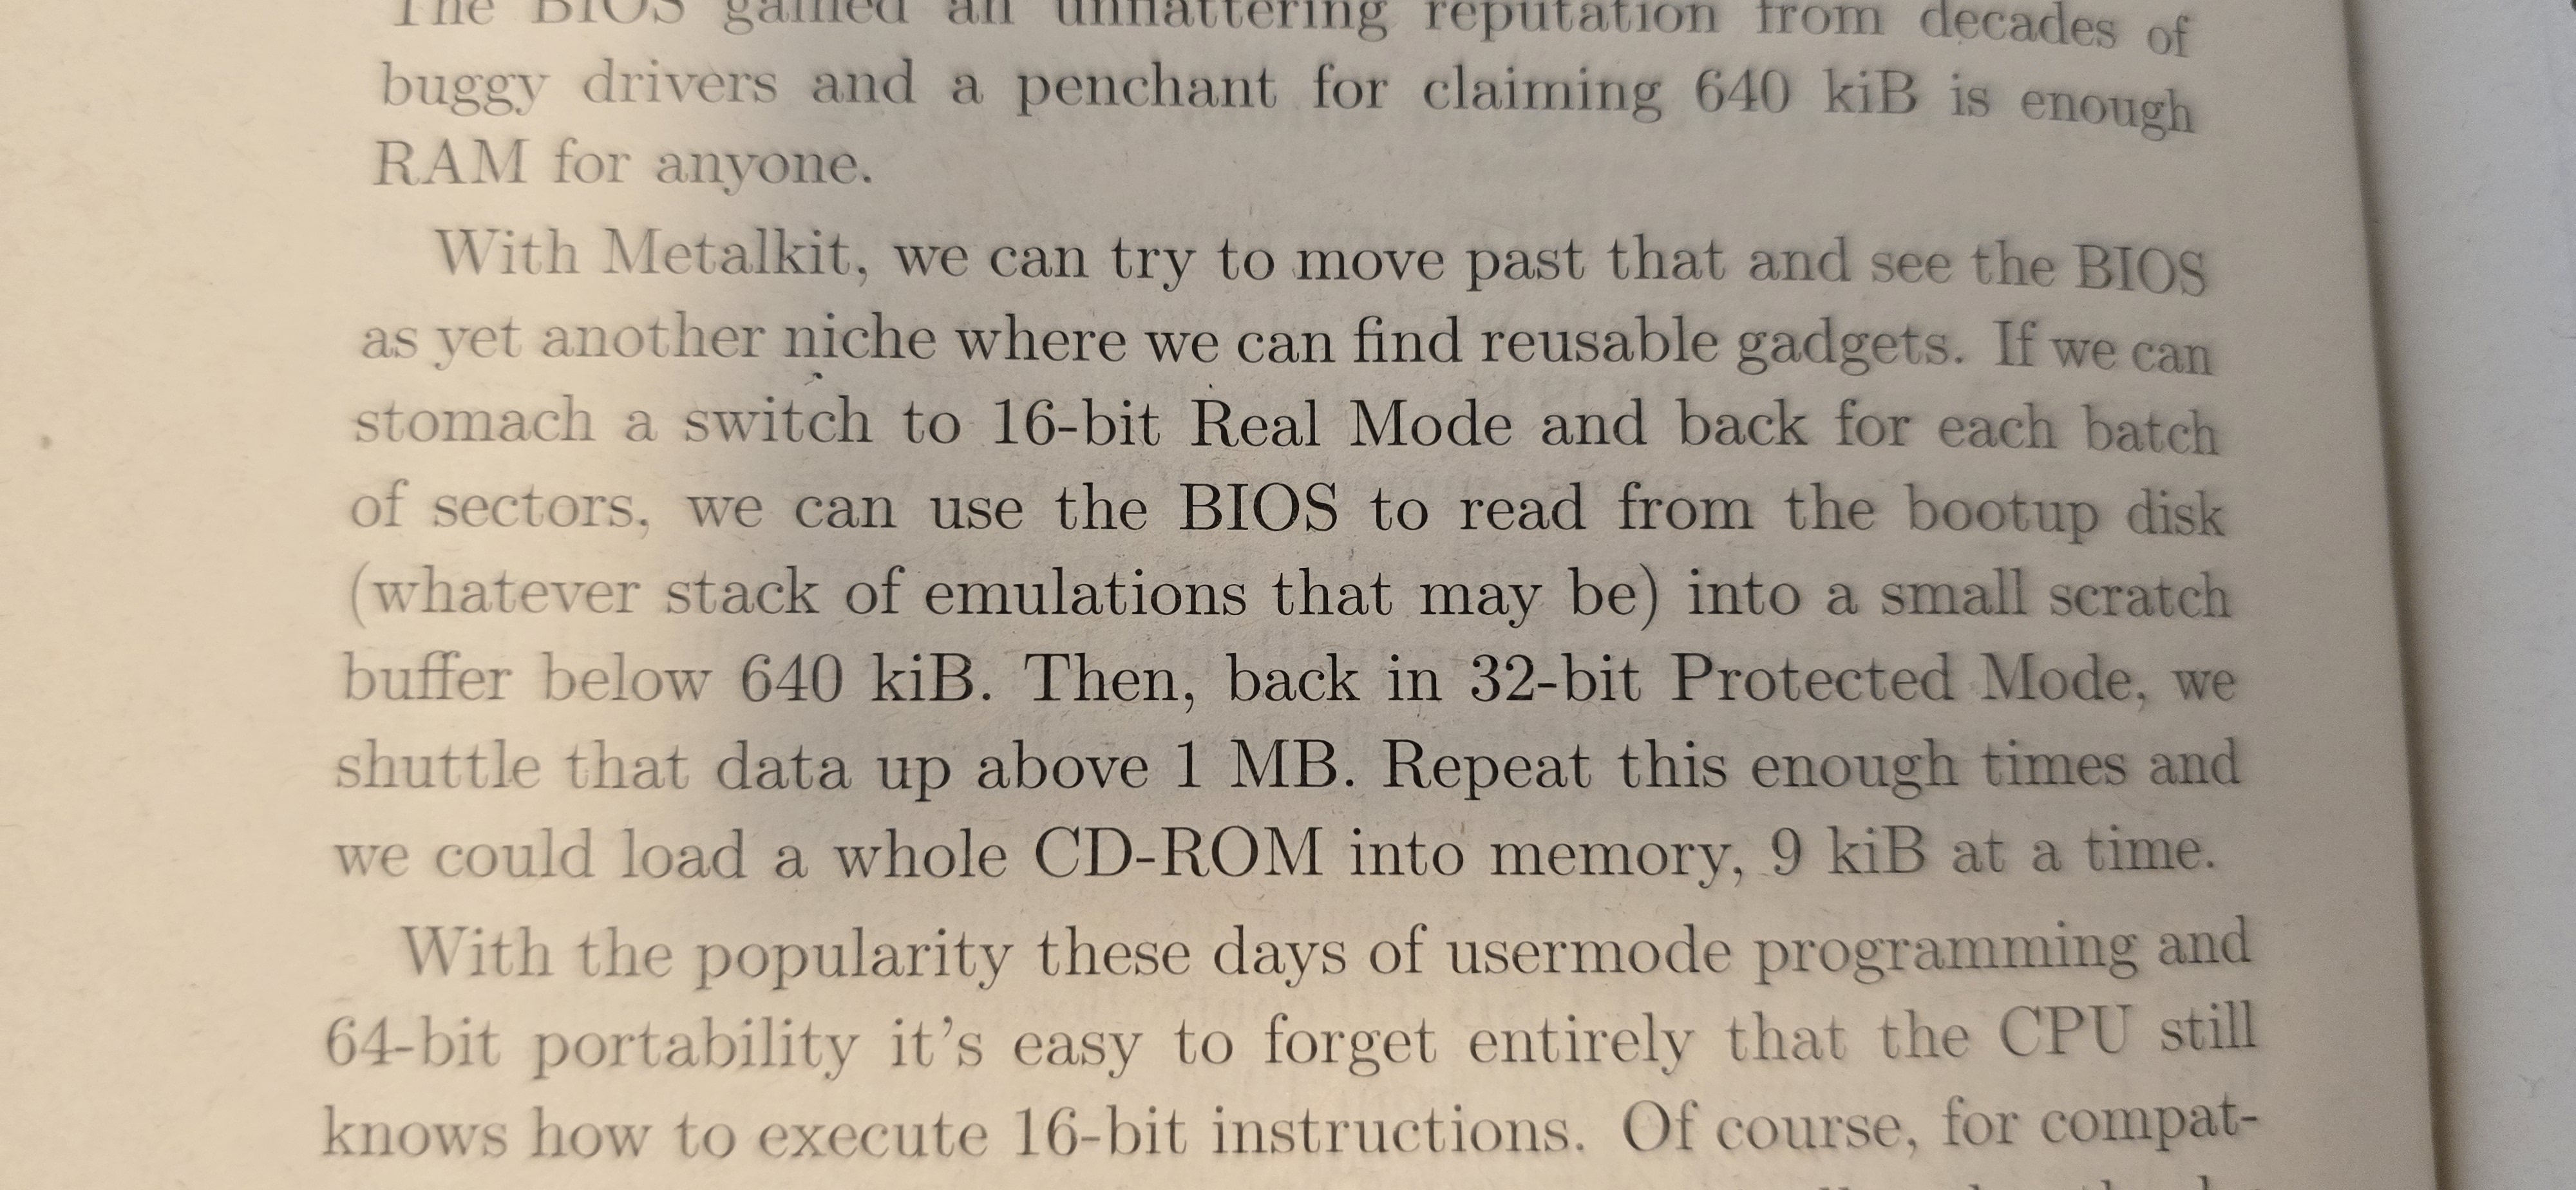 The BIOS gained an unflattering reputation from decades of
buggy drivers and a penchant for claiming 640 kiB is enough
RAM for anyone.
With Metalkit, we can try to move past that and see the BIOS
as yet another niche where we can find reusable gadgets. If we can
stomach a switch to 16-bit Real Mode and back for each batch
of sectors, we can use the BIOS to read from the bootup disk
(whatever stack of emulations that may be) into a small scratch
buffer below 640 kiB. Then, back in 32-bit Protected Mode, we
shuttle that data up above 1 MB. Repeat this enough times and
we could load a whole CD-ROM into memory, 9 kiB at a time.
With the popularity these days of usermode programming and
64-bit portability it's easy to forget entirely that the CPU still
knows how to execute 16-bit instructions. Of course, for compat-